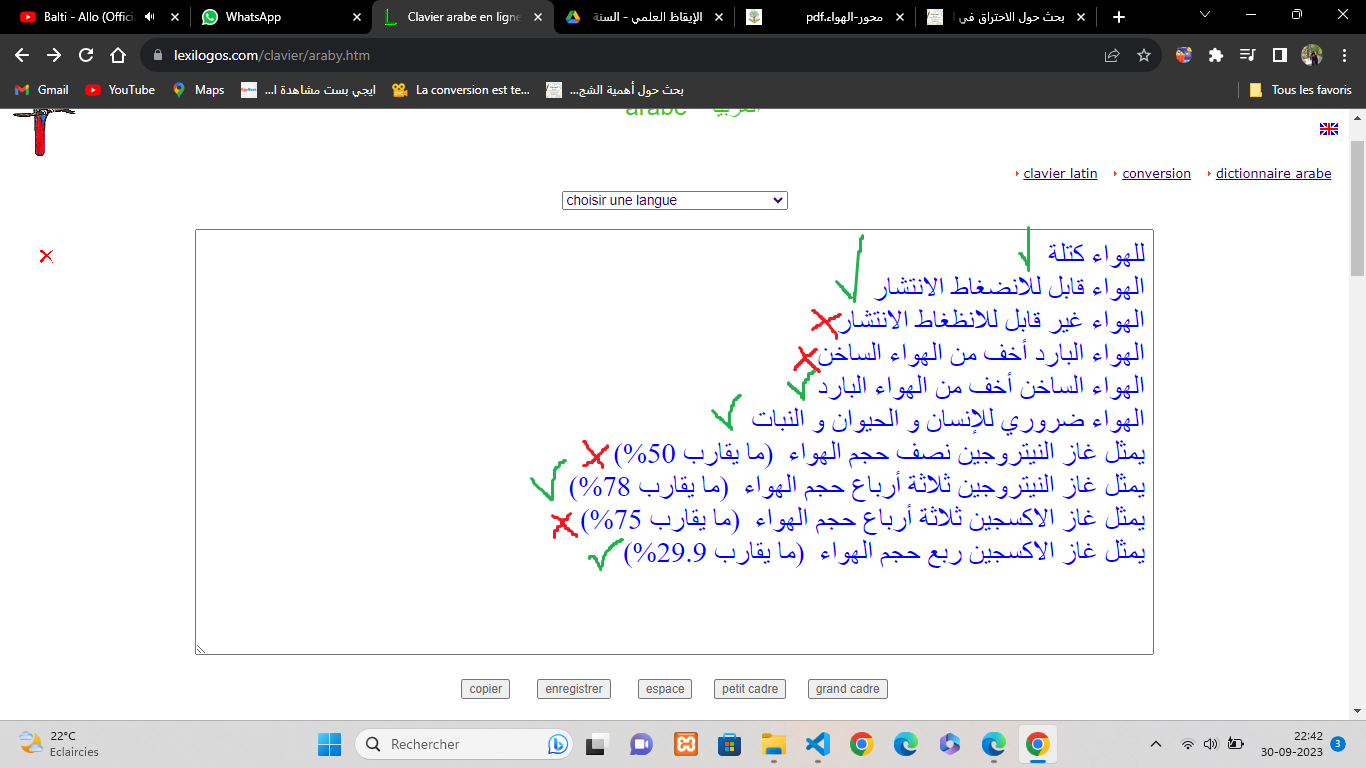 Balti - Allo (Offici
WhatsApp
Clavier arabe en ligne
الإيقاظ العلمي - السنة
محور-الهواء.pdf
بحث حول الاحتراق في
lexilogos.com/clavier/araby.htm
Gmail
YouTube
Maps
ايجي بست مشاهدة ا...
La conversion est te...
بحث حول أهمية الشج...
Tous les favoris
arabe العربية
clavier latin
conversion
dictionnaire arabe
choisir une langue
للهواء كتلة
الهواء قابل للانضغاط الانتشار
الهواء غير قابل للانظغاط الانتشار
الهواء البارد أخف من الهواء الساخن
الهواء الساخن أخف من الهواء البارد
الهواء ضروري للإنسان و الحيوان و النبات
يمثل غاز النيتروجين نصف حجم الهواء (ما يقارب 50%)
يمثل غاز النيتروجين ثلاثة أرباع حجم الهواء (ما يقارب 78%)
يمثل غاز الاكسجين ثلاثة أرباع حجم الهواء (ما يقارب 75%)
يمثل غاز الاكسجين ربع حجم الهواء (ما يقارب 29.9%)
copier
enregistrer
espace
petit cadre
grand cadre
22°C
Eclaircies
Rechercher
22:42
30-09-2023
3